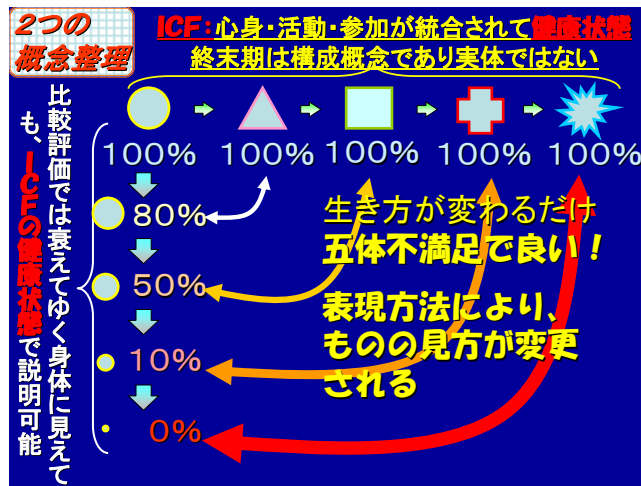 2つの
概念整理
ICF：心身・活動・参加が統合されて健康状態
終末期は構成概念であり実体ではない
比較評価では衰えてゆく身体に見えて
も、ICFの健康状態で説明可能
100% 100% 100% 100% 100%
80%
50%
10%
0%
生き方が変わるだけ
五体不満足で良い！
表現方法により、
ものの見方が変更
される